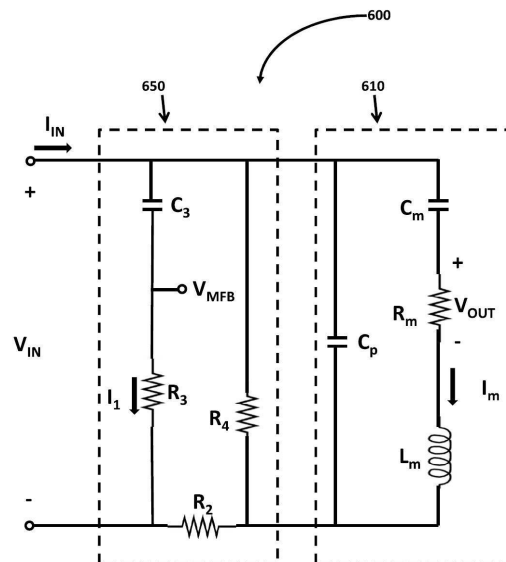 600
650
610
I_IN
+
C_3
C_m
V_MFB
+
R_m
V_OUT
-
V_IN
C_p
I_1
R_3
I_m
R_4
L_m
-
R_2